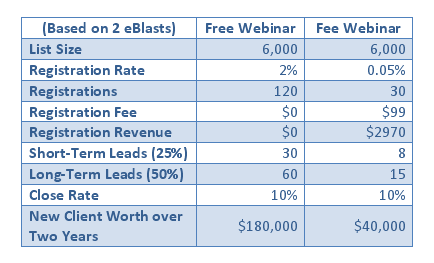 (Based on 2 eBlasts) Free Webinar Fee Webinar
List Size 6,000 6,000
Registration Rate 2% 0.05%
Registrations 120 30
Registration Fee $0 $99
Registration Revenue $0 $2970
Short-Term Leads (25%) 30 8
Long-Term Leads (50%) 60 15
Close Rate 10% 10%
New Client Worth over
Two Years $180,000 $40,000